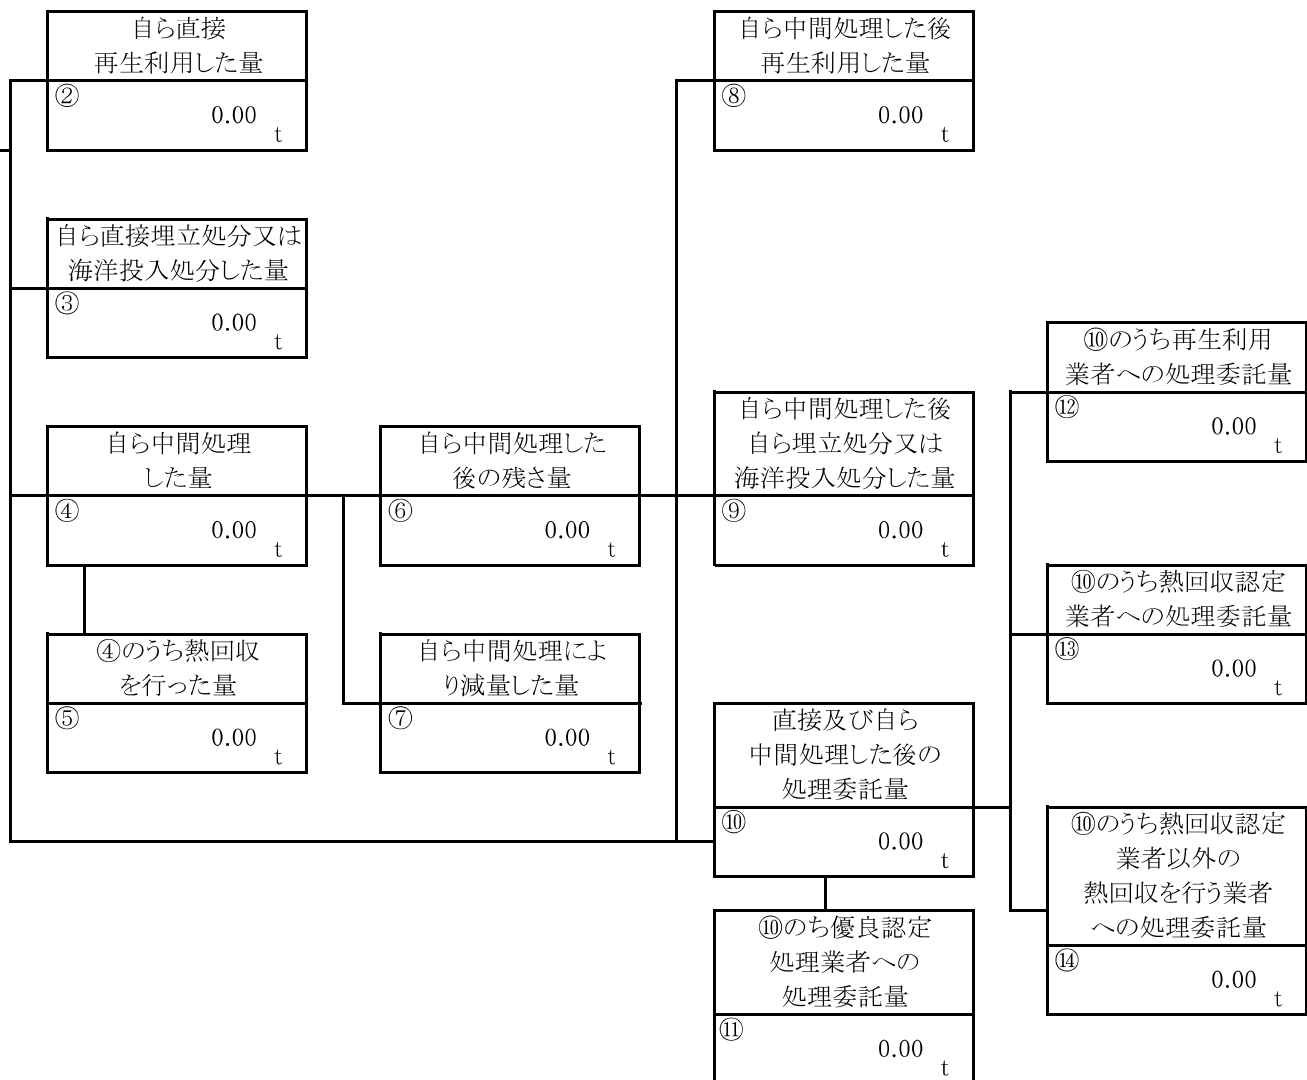 自ら直接
再生利用した量
②
0.00
t
自ら中間処理した後
再生利用した量
⑧
0.00
t
自ら直接埋立処分又は
海洋投入処分した量
③
0.00
t
⑩のうち再生利用
業者への処理委託量
⑫
0.00
t
自ら中間処理
した量
④
0.00
t
自ら中間処理した
後の残さ量
⑥
0.00
t
自ら中間処理した後
自ら埋立処分又は
海洋投入処分した量
⑨
0.00
t
⑩のうち熱回収認定
業者への処理委託量
⑬
0.00
t
④のうち熱回収
を行った量
⑤
0.00
t
自ら中間処理によ
り減量した量
⑦
0.00
t
直接及び自ら
中間処理した後の
処理委託量
⑩
0.00
t
⑩のうち熱回収認定
業者以外の
熱回収を行う業者
への処理委託量
⑭
0.00
t
⑩のち優良認定
処理業者への
処理委託量
⑪
0.00
t